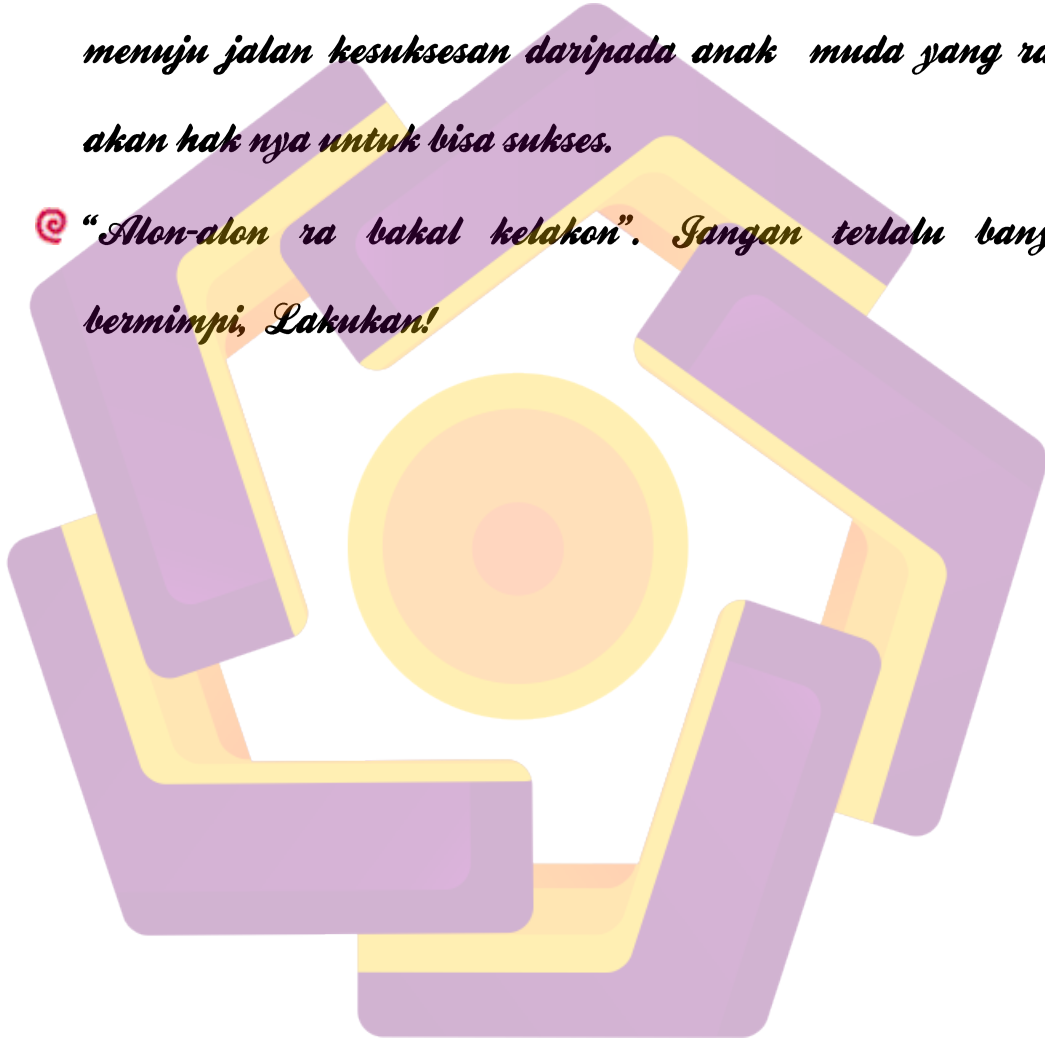 menuju jalan kesuksesan daripada anak muda yang
akan hak nya untuk bisa sukses.
“Alon-alon ra bakal kelakon”. Jangan terlalu
bermimpi, Lakukan!